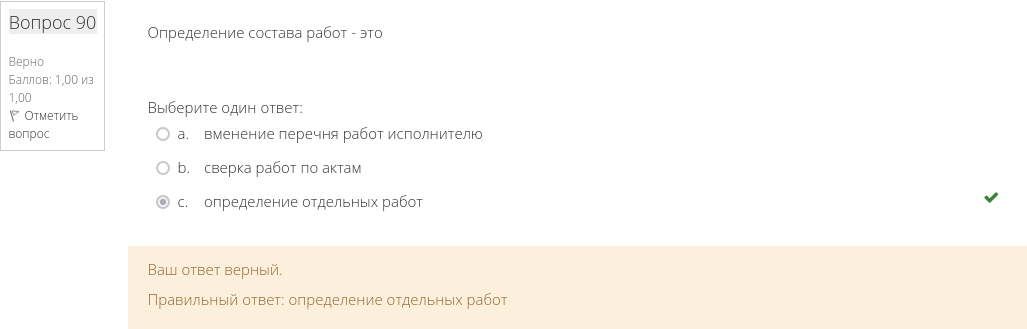 Вопрос 90
Верно
Баллов: 1,00 из
1,00
Отметить
вопрос
Определение состава работ - это
Выберите один ответ:
a. вменение перечня работ исполнителю
b. сверка работ по актам
c. определение отдельных работ
Ваш ответ верный.
Правильный ответ: определение отдельных работ